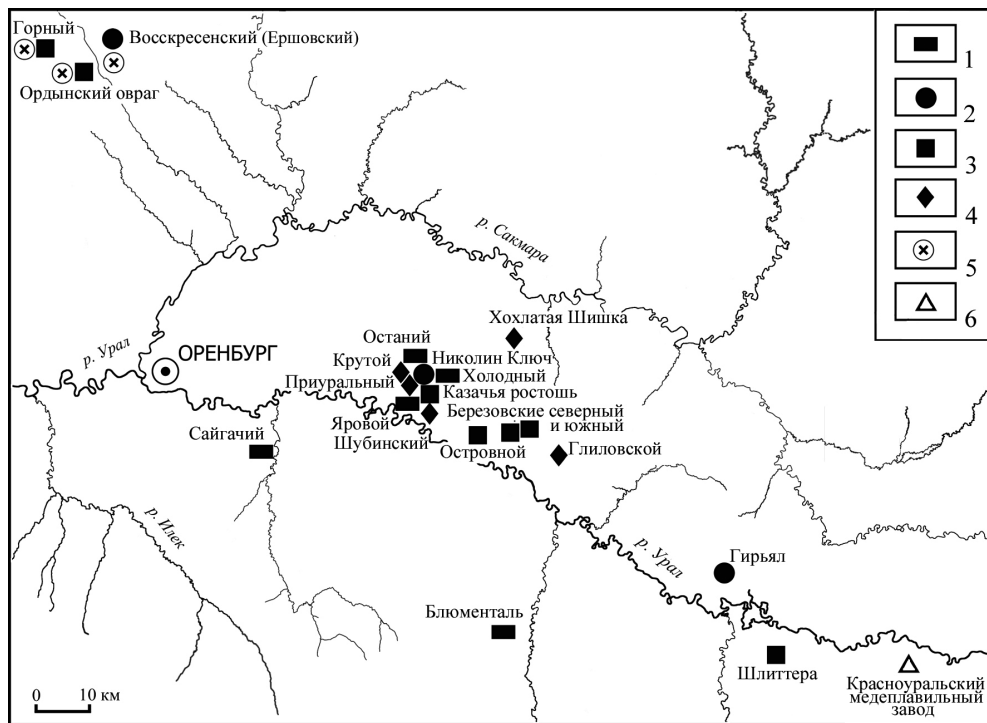 Горный
Восскресенский (Ершовский)
Ордынский овраг
1
2
3
4
5
6
р. Сакмара
Хохлатая Шишка
р. Урал
ОРЕНБУРГ
Останий
Крутой
Николин Ключ
Приуральный
Холодный
Казачья ростошь
Яровой
Березовские северный
и южный
Шубинский
Сайгачий
Островной
Глиловской
р. Илек
р. Урал
Гирьял
Блюменталь
Шлиттера
Красноуральский
медеплавильный
завод
0 10 км